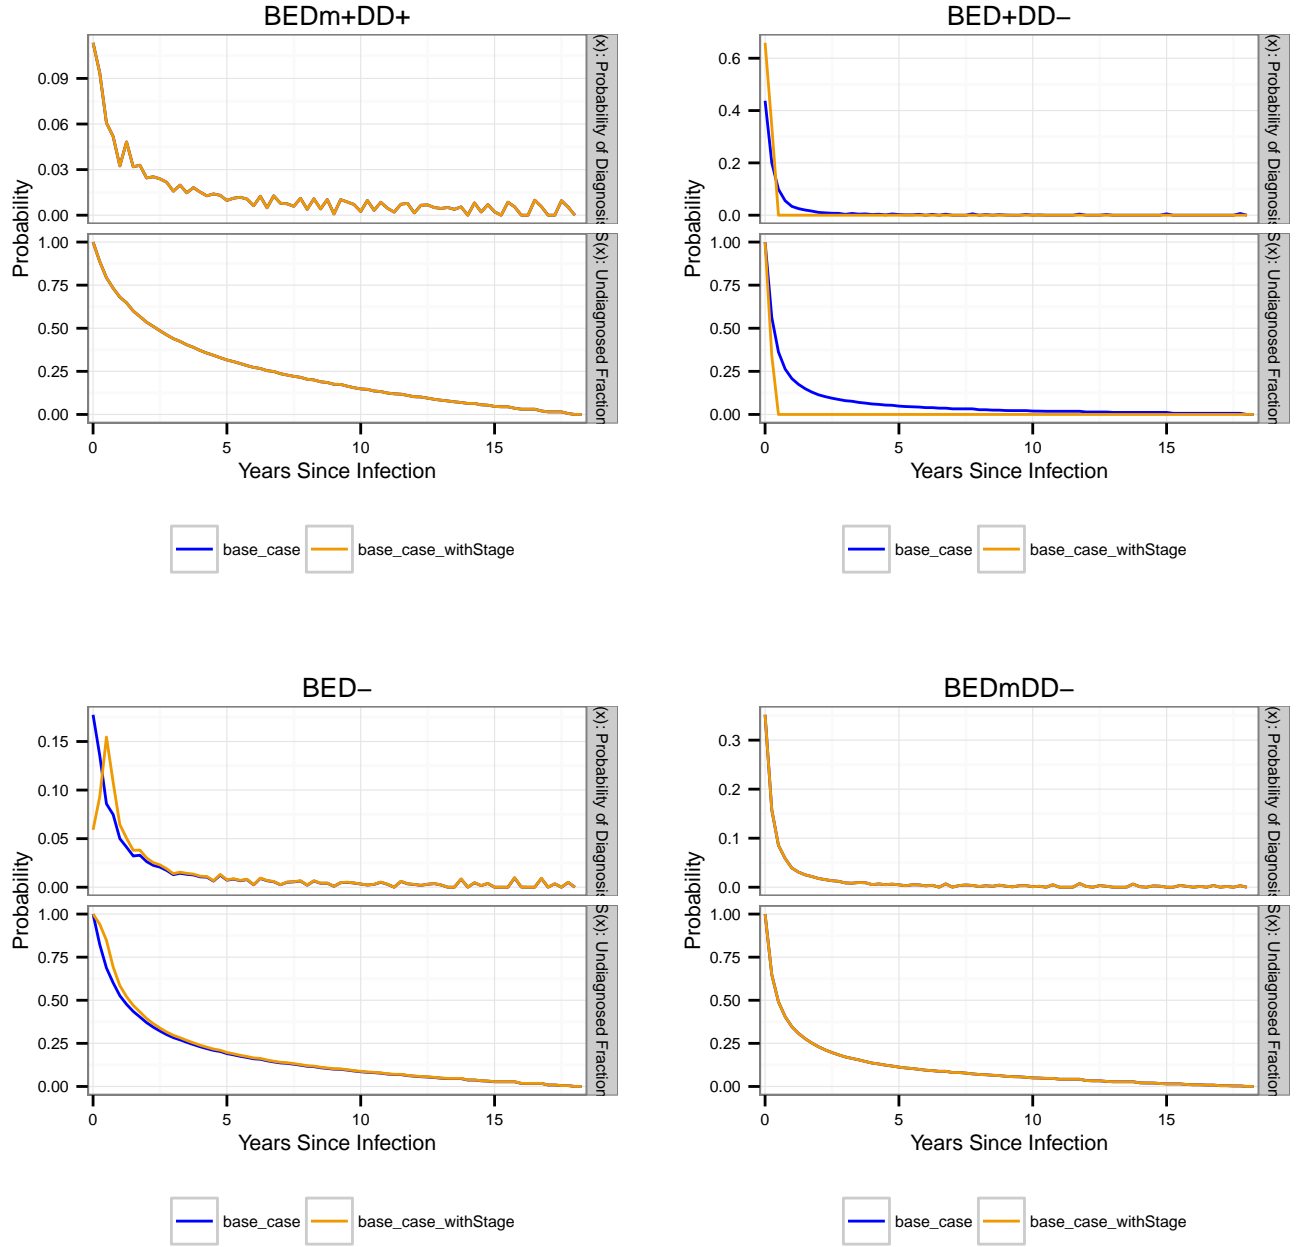 BEDm+DD+
0.09
0.06
0.03
0.00
(x): Probability of Diagnosis
1.00
0.75
0.50
0.25
0.00
S(x): Undiagnosed Fraction
Probability
0 5 10 15
Years Since Infection
base_case base_case_withStage
BED+DD−
0.6
0.4
0.2
0.0
(x): Probability of Diagnosis
1.00
0.75
0.50
0.25
0.00
S(x): Undiagnosed Fraction
Probability
0 5 10 15
Years Since Infection
base_case base_case_withStage
BED−
0.15
0.10
0.05
0.00
(x): Probability of Diagnosis
1.00
0.75
0.50
0.25
0.00
S(x): Undiagnosed Fraction
Probability
0 5 10 15
Years Since Infection
base_case base_case_withStage
BEDmDD−
0.3
0.2
0.1
0.0
(x): Probability of Diagnosis
1.00
0.75
0.50
0.25
0.00
S(x): Undiagnosed Fraction
Probability
0 5 10 15
Years Since Infection
base_case base_case_withStage